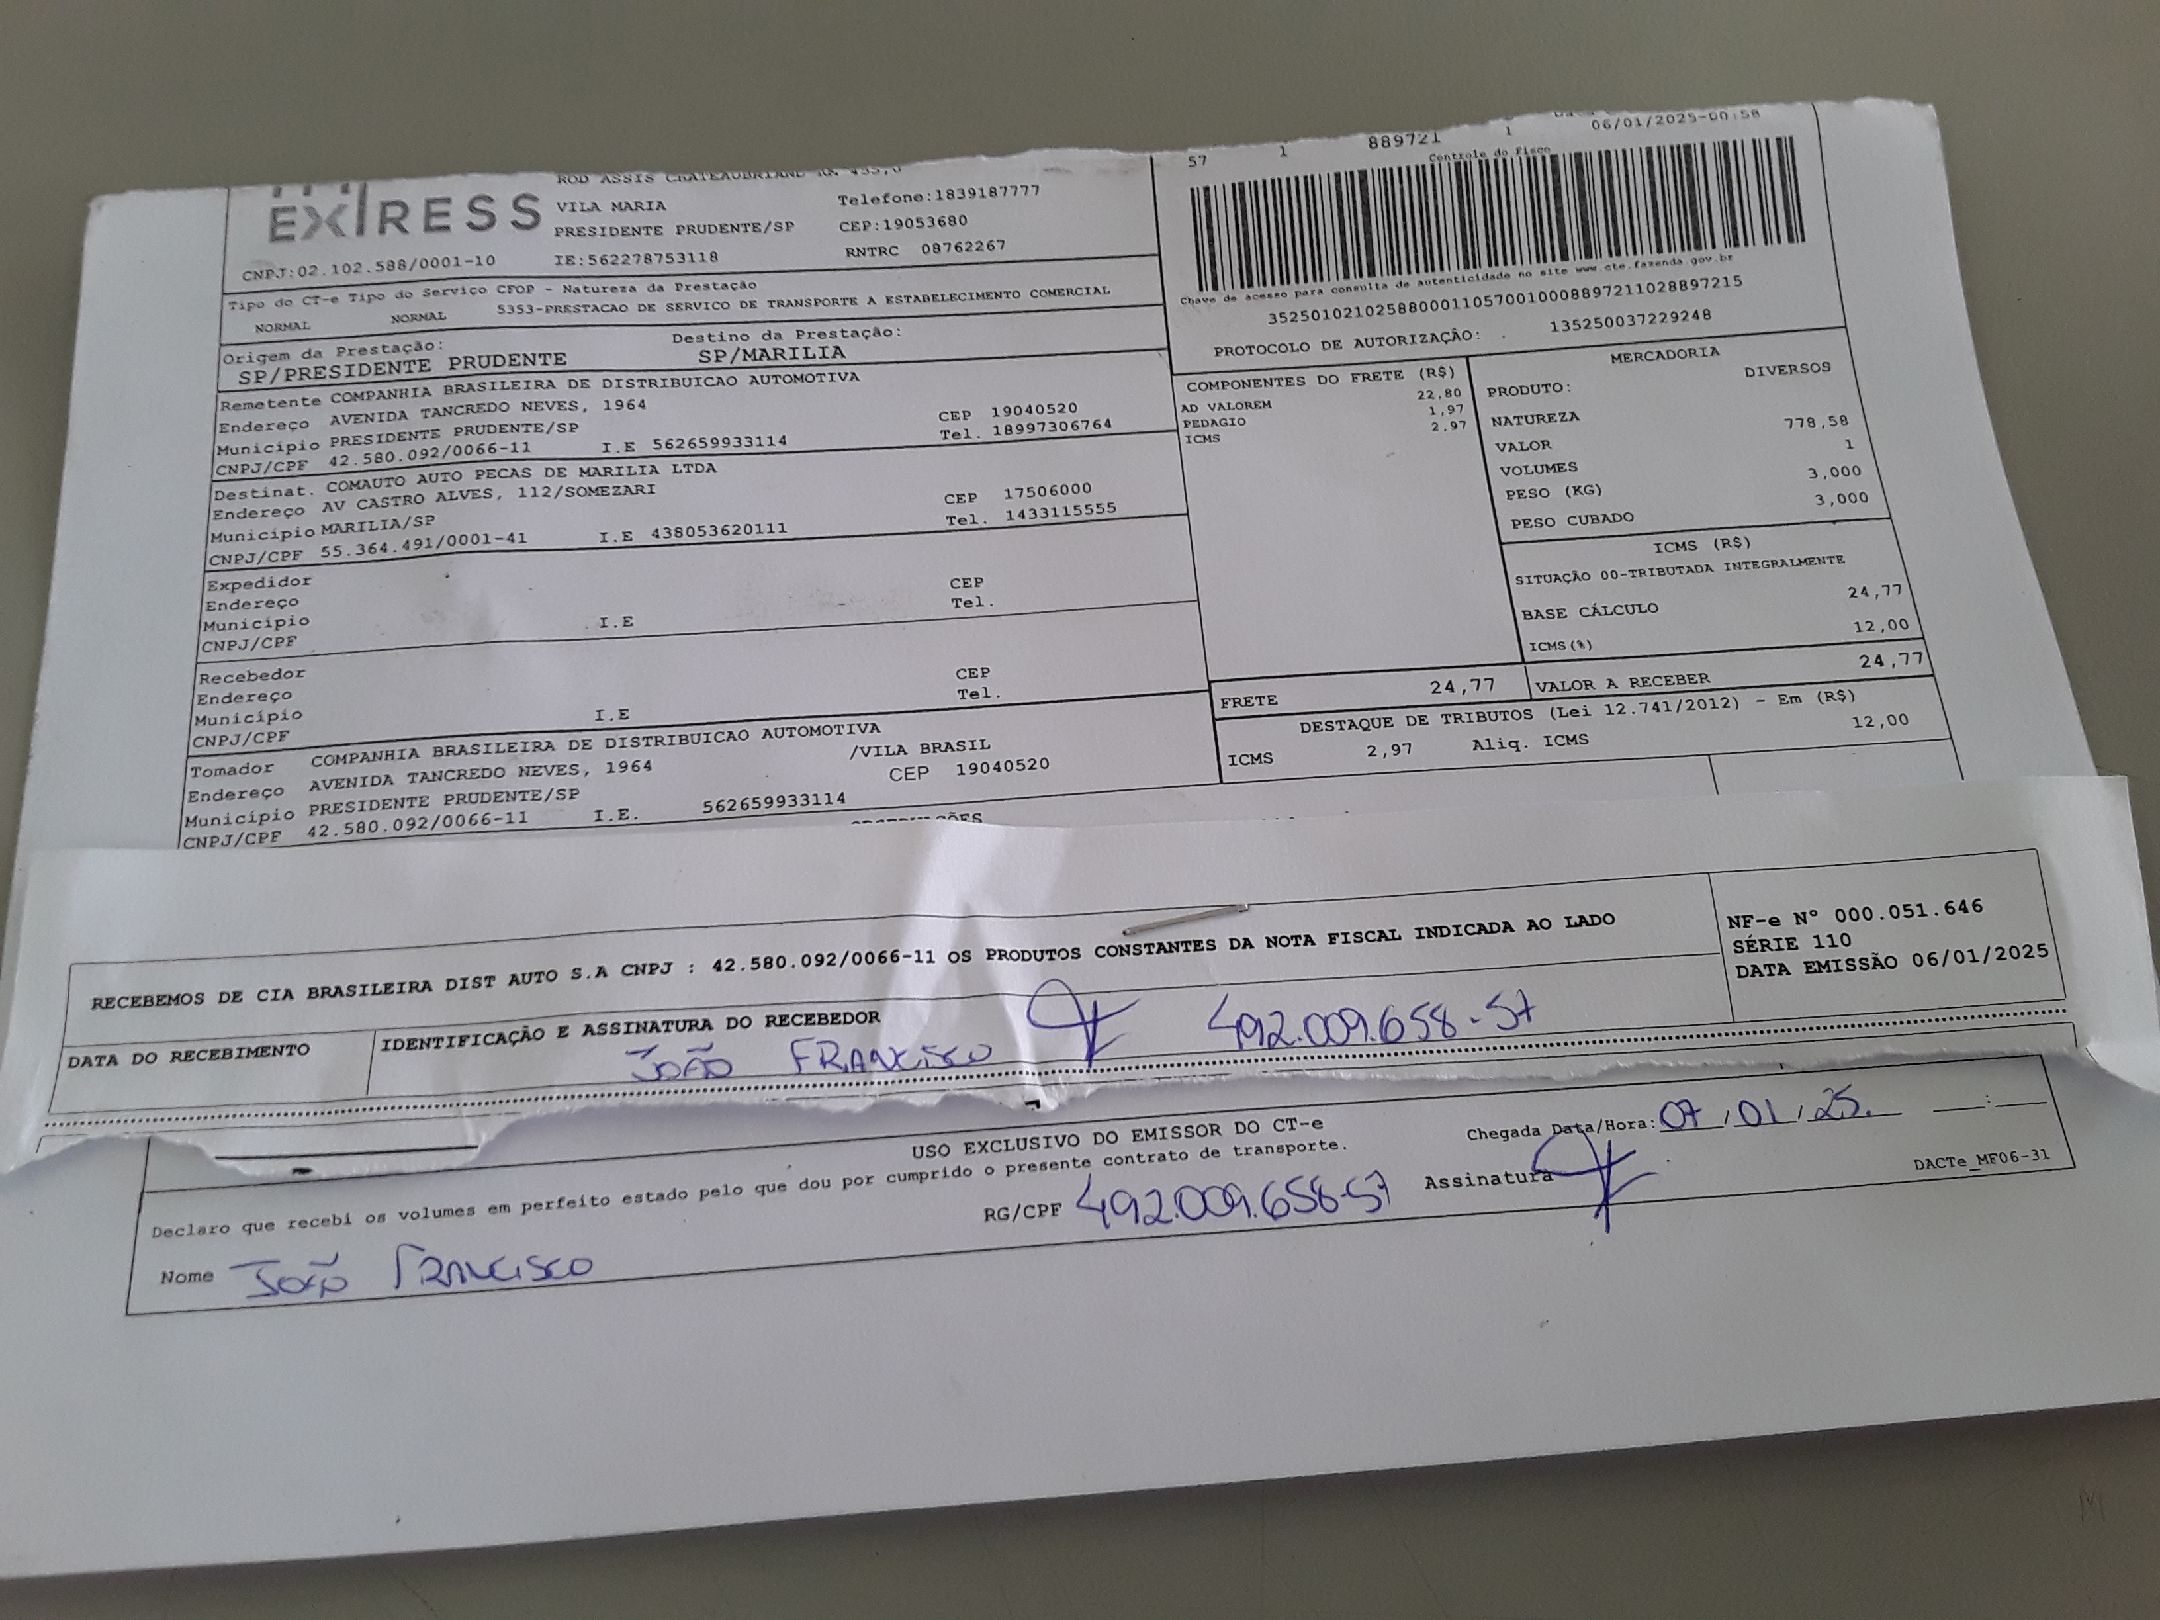 57 1 889721 1 06/01/2025-00:58
Controle do Fisco
EXPRESS
ROD ASSIS CHATEAUBRIAND
VILA MARIA Telefone:1839187777
PRESIDENTE PRUDENTE/SP CEP:19053680
CNPJ:02.102.588/0001-10 IE:562278753118 RNTRC 08762267
Tipo do CT-e Tipo do Serviço CFOP - Natureza da Prestação
NORMAL NORMAL 5353-PRESTACAO DE SERVICO DE TRANSPORTE A ESTABELECIMENTO COMERCIAL
Origem da Prestação: Destino da Prestação:
SP/PRESIDENTE PRUDENTE SP/MARILIA
Remetente COMPANHIA BRASILEIRA DE DISTRIBUICAO AUTOMOTIVA
Endereço AVENIDA TANCREDO NEVES, 1964 CEP 19040520
Município PRESIDENTE PRUDENTE/SP Tel. 18997306764
CNPJ/CPF 42.580.092/0066-11 I.E 562659933114
Destinat. COMAUTO AUTO PECAS DE MARILIA LTDA
Endereço AV CASTRO ALVES, 112/SOMEZARI CEP 17506000
Município MARILIA/SP Tel. 1433115555
CNPJ/CPF 55.364.491/0001-41 I.E 438053620111
Expedidor CEP
Endereço Tel.
Município I.E
CNPJ/CPF
Recebedor CEP
Endereço Tel.
Município I.E
CNPJ/CPF
Tomador COMPANHIA BRASILEIRA DE DISTRIBUICAO AUTOMOTIVA
Endereço AVENIDA TANCREDO NEVES, 1964 /VILA BRASIL
Município PRESIDENTE PRUDENTE/SP CEP 19040520
CNPJ/CPF 42.580.092/0066-11 I.E. 562659933114
Chave de acesso para consulta de autenticidade no site www.cte.fazenda.gov.br
35250102102588000110570010008897211028897215
PROTOCOLO DE AUTORIZAÇÃO: 135250037229248
COMPONENTES DO FRETE (R$)
AD VALOREM 22,80
PEDAGIO 1,97
ICMS 2,97
MERCADORIA
PRODUTO: DIVERSOS
NATUREZA
VALOR 778,58
VOLUMES 1
PESO (KG) 3,000
PESO CUBADO 3,000
ICMS (R$)
SITUAÇÃO 00-TRIBUTADA INTEGRALMENTE
BASE CÁLCULO 24,77
ICMS(%) 12,00
FRETE 24,77 VALOR A RECEBER 24,77
DESTAQUE DE TRIBUTOS (Lei 12.741/2012) - Em (R$)
ICMS 2,97 Aliq. ICMS 12,00
RECEBEMOS DE CIA BRASILEIRA DIST AUTO S.A CNPJ : 42.580.092/0066-11 OS PRODUTOS CONSTANTES DA NOTA FISCAL INDICADA AO LADO
NF-e Nº 000.051.646
SÉRIE 110
DATA EMISSÃO 06/01/2025
DATA DO RECEBIMENTO IDENTIFICAÇÃO E ASSINATURA DO RECEBEDOR
JOÃO FRANCISCO 492.009.658-57
USO EXCLUSIVO DO EMISSOR DO CT-e
Declaro que recebi os volumes em perfeito estado pelo que dou por cumprido o presente contrato de transporte.
Chegada Data/Hora: 07/01/25. __:__
Nome JOÃO FRANCISCO RG/CPF 492.009.658-57 Assinatura
DACTe_MF06-31